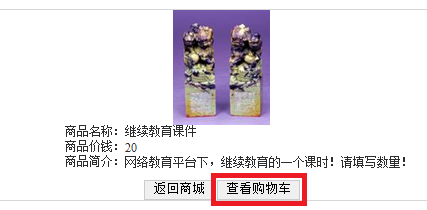 商品名称：继续教育课件
商品价钱：20
商品简介：网络教育平台下，继续教育的一个课时！请填写数量！
返回商城 查看购物车